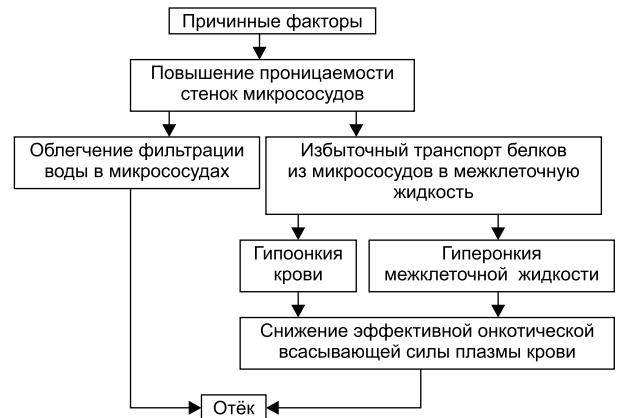 Причинные факторы
Повышение проницаемости
стенок микрососудов
Облегчение фильтрации
воды в микрососудах
Избыточный транспорт белков
из микрососудов в межклеточную
жидкость
Гипоонкия
крови
Гиперонкия
межклеточной жидкости
Снижение эффективной онкотической
всасывающей силы плазмы крови
Отёк